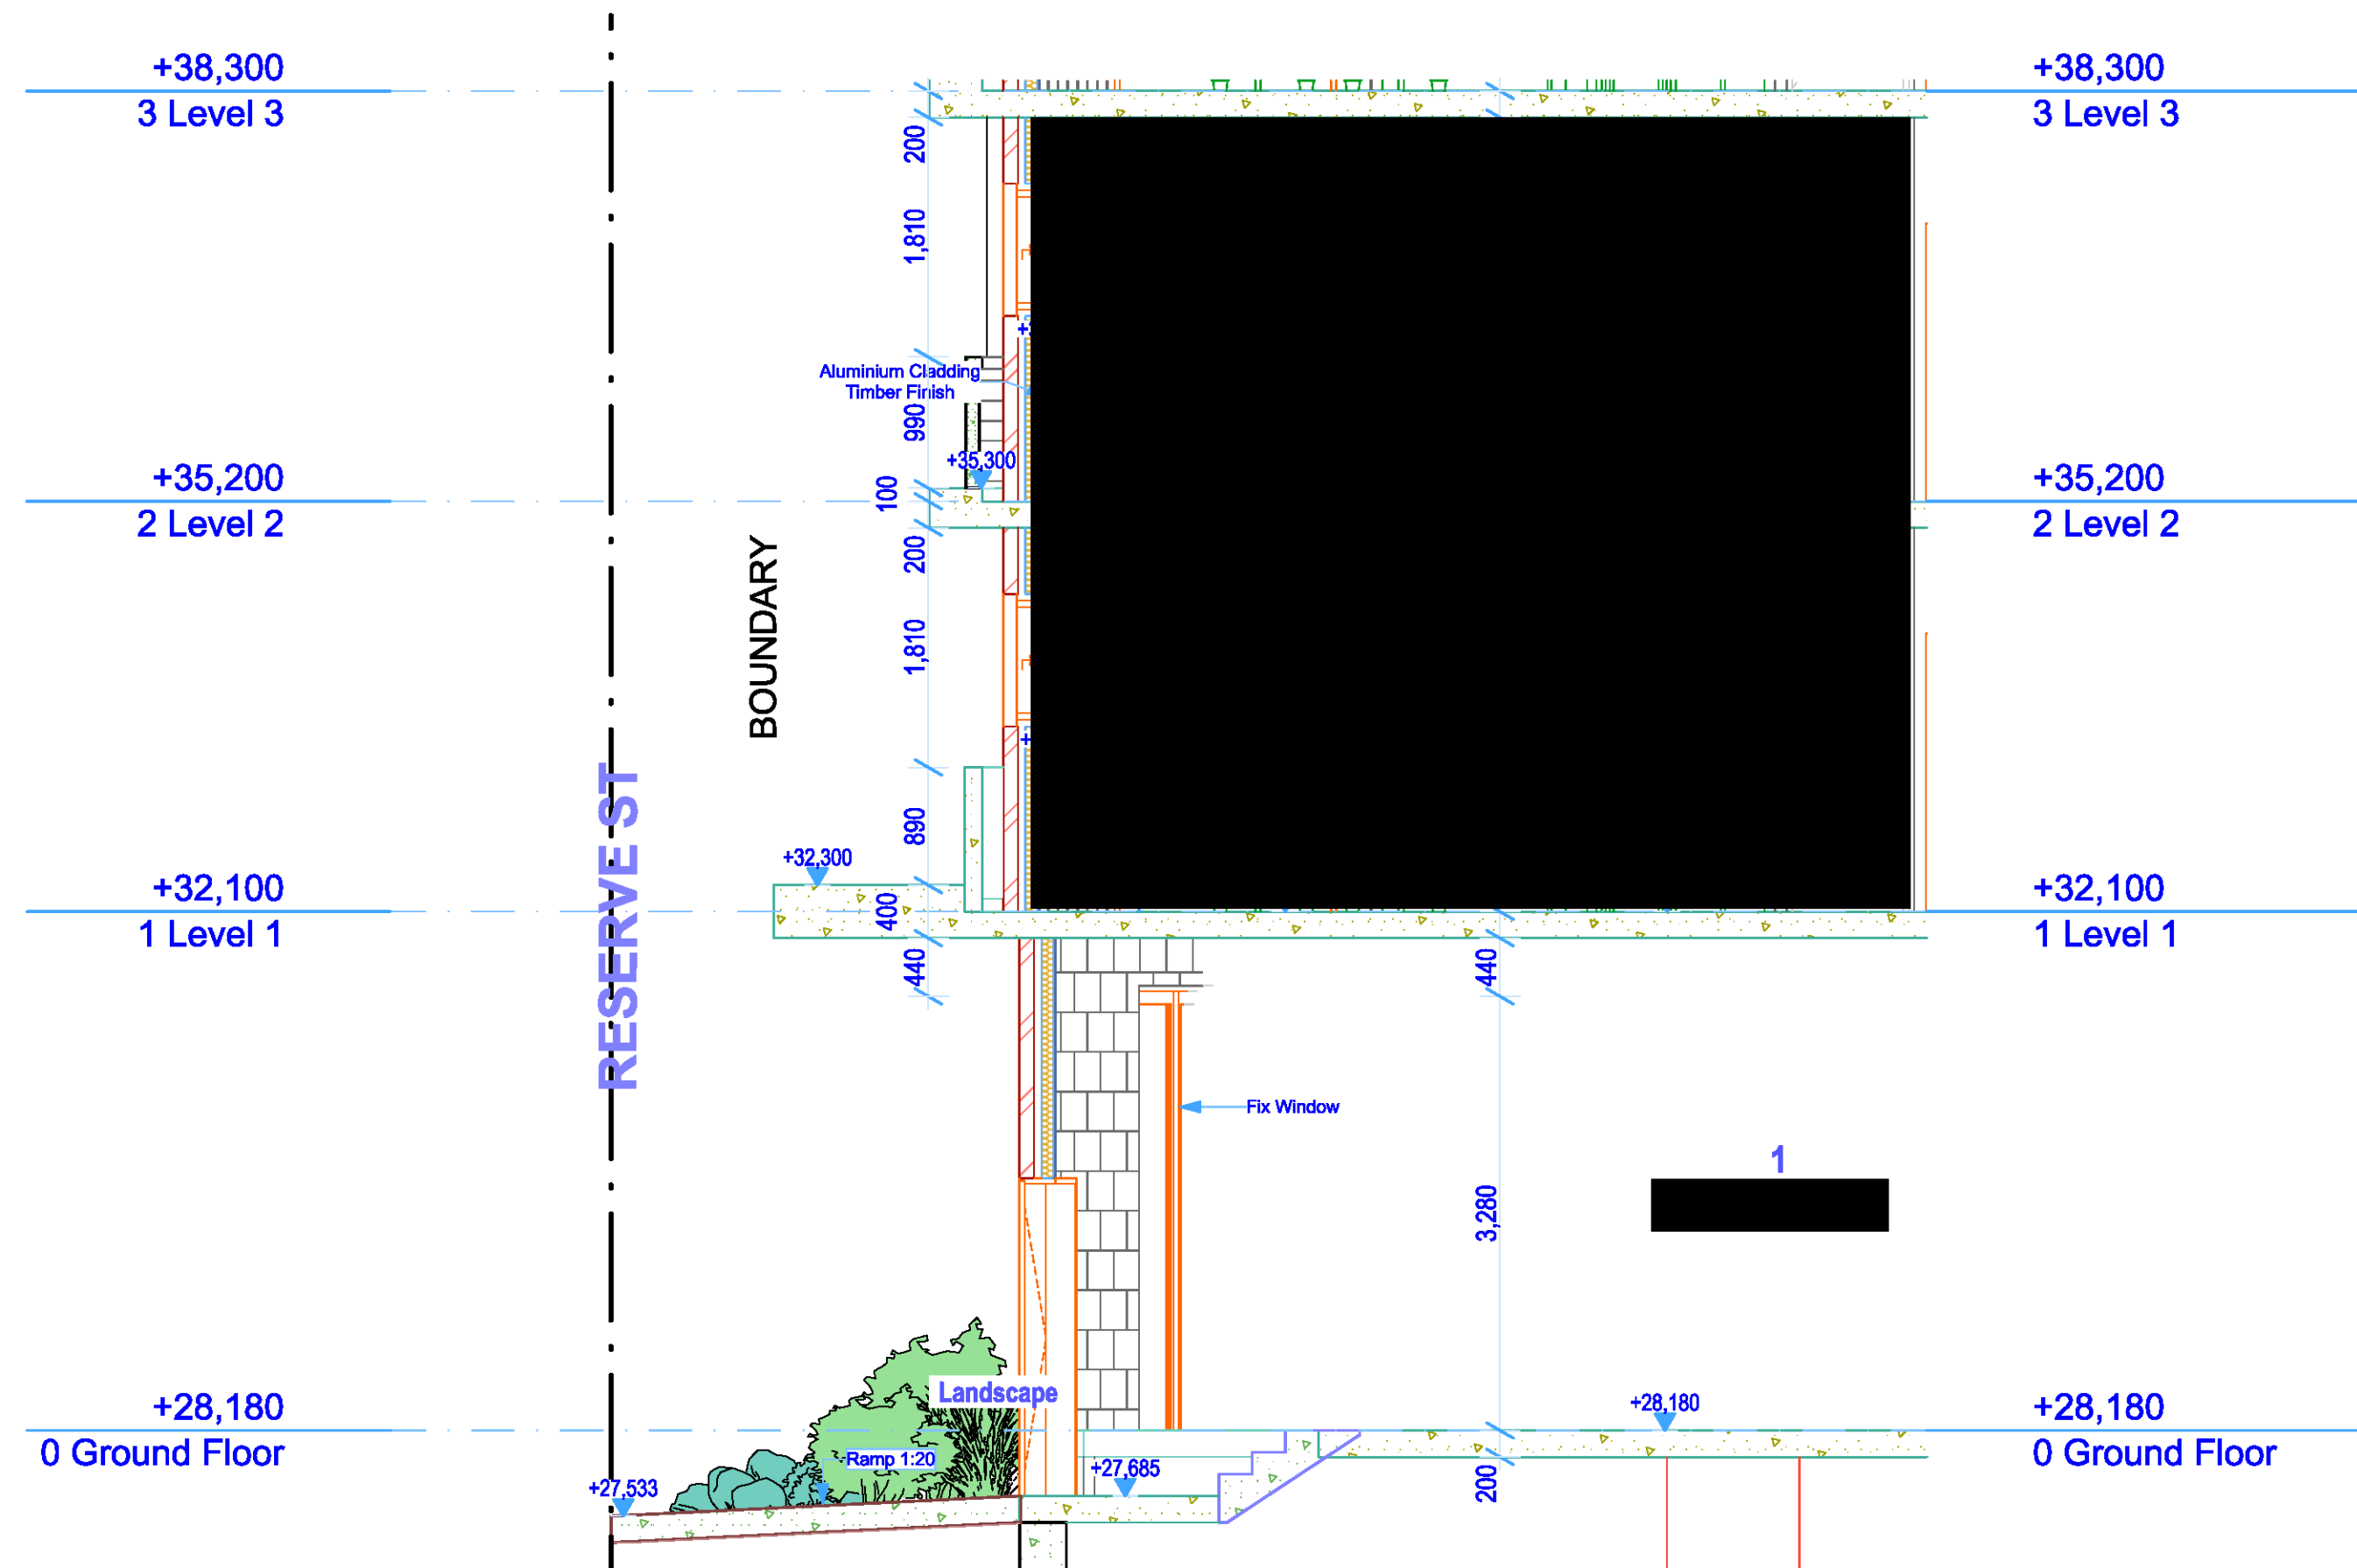 +38,300
3 Level 3
+38,300
3 Level 3
200
1,810
Aluminium Cladding
Timber Finish
990
+35,300
+35,200
2 Level 2
+35,200
2 Level 2
100
200
BOUNDARY
1,810
RESERVE ST
890
+32,300
+32,100
1 Level 1
+32,100
1 Level 1
400
440
440
Fix Window
1
3,280
Landscape
+28,180
0 Ground Floor
+28,180
+28,180
0 Ground Floor
Ramp 1:20
+27,685
+27,533
200